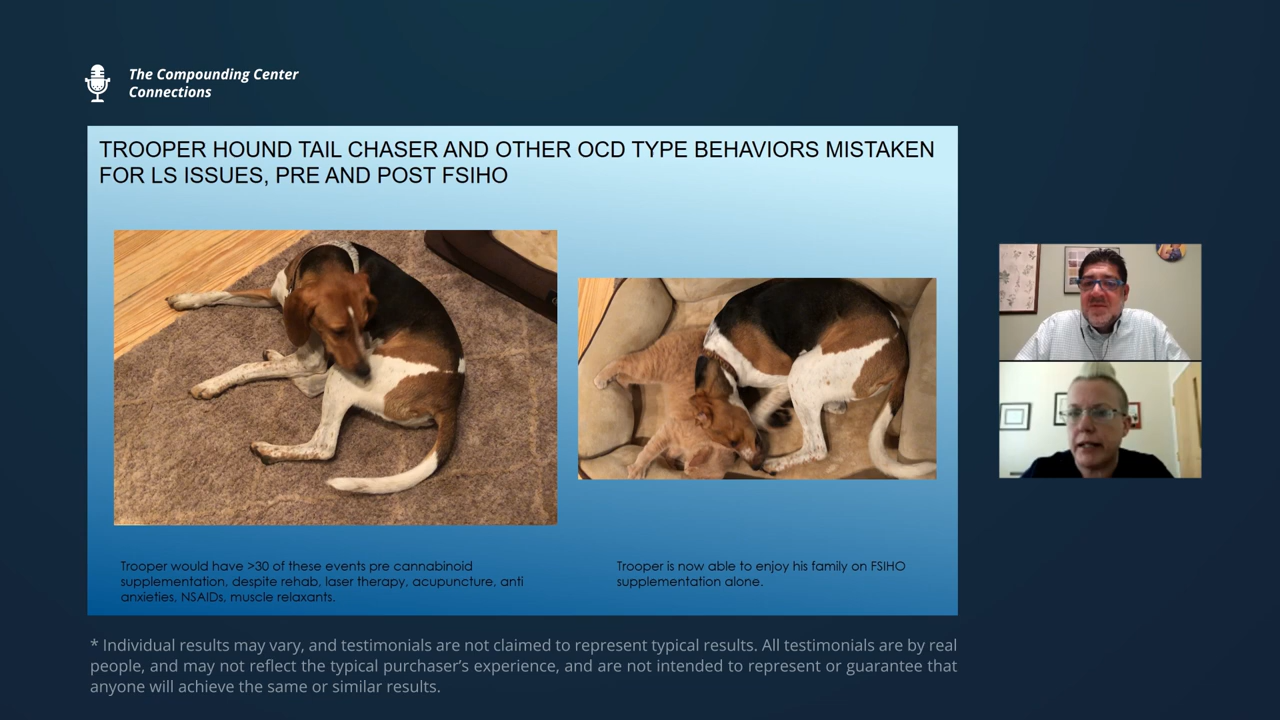 The Compounding Center
Connections
TROOPER HOUND TAIL CHASER AND OTHER OCD TYPE BEHAVIORS MISTAKEN
FOR LS ISSUES, PRE AND POST FSIHO
Trooper would have >30 of these events pre cannabinoid
supplementation, despite rehab, laser therapy, acupuncture, anti
anxieties, NSAIDs, muscle relaxants.
Trooper is now able to enjoy his family on FSIHO
supplementation alone.
* Individual results may vary, and testimonials are not claimed to represent typical results. All testimonials are by real
people, and may not reflect the typical purchaser's experience, and are not intended to represent or guarantee that
anyone will achieve the same or similar results.